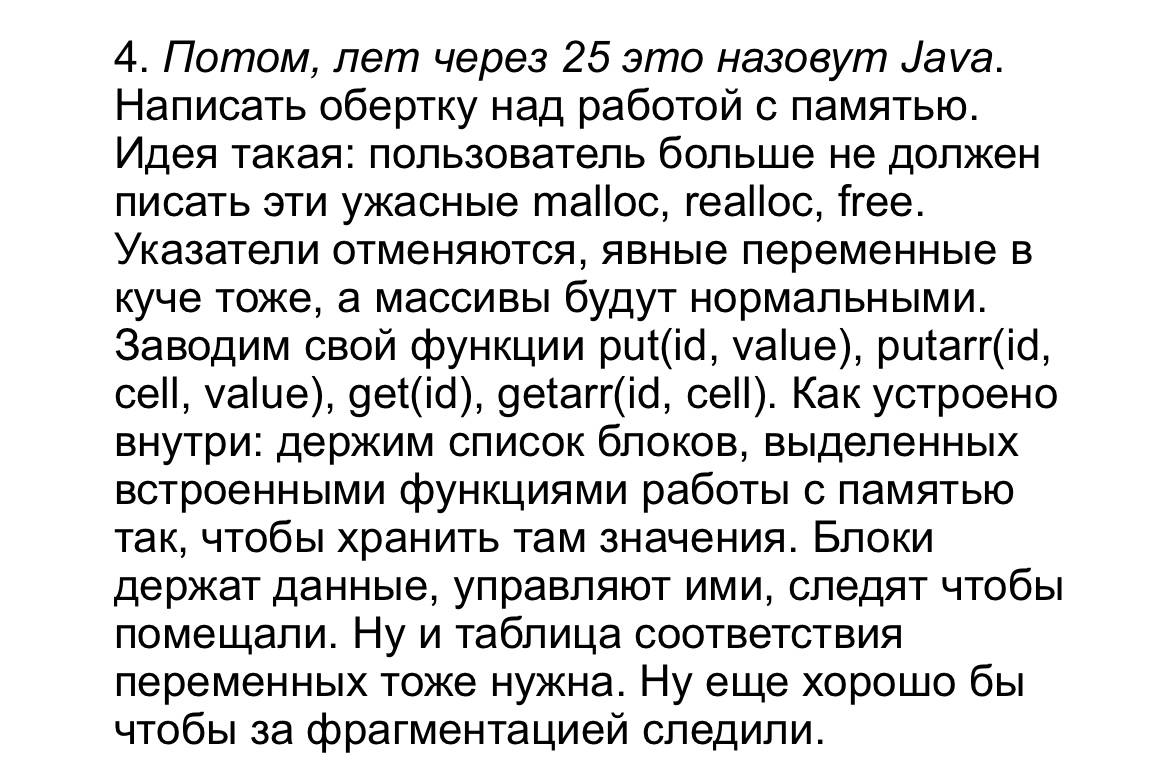 4. Потом, лет через 25 это назовут Java.
Написать обертку над работой с памятью.
Идея такая: пользователь больше не должен
писать эти ужасные malloc, realloc, free.
Указатели отменяются, явные переменные в
куче тоже, а массивы будут нормальными.
Заводим свой функции put(id, value), putarr(id,
cell, value), get(id), getarr(id, cell). Как устроено
внутри: держим список блоков, выделенных
встроенными функциями работы с памятью
так, чтобы хранить там значения. Блоки
держат данные, управляют ими, следят чтобы
помещали. Ну и таблица соответствия
переменных тоже нужна. Ну еще хорошо бы
чтобы за фрагментацией следили.